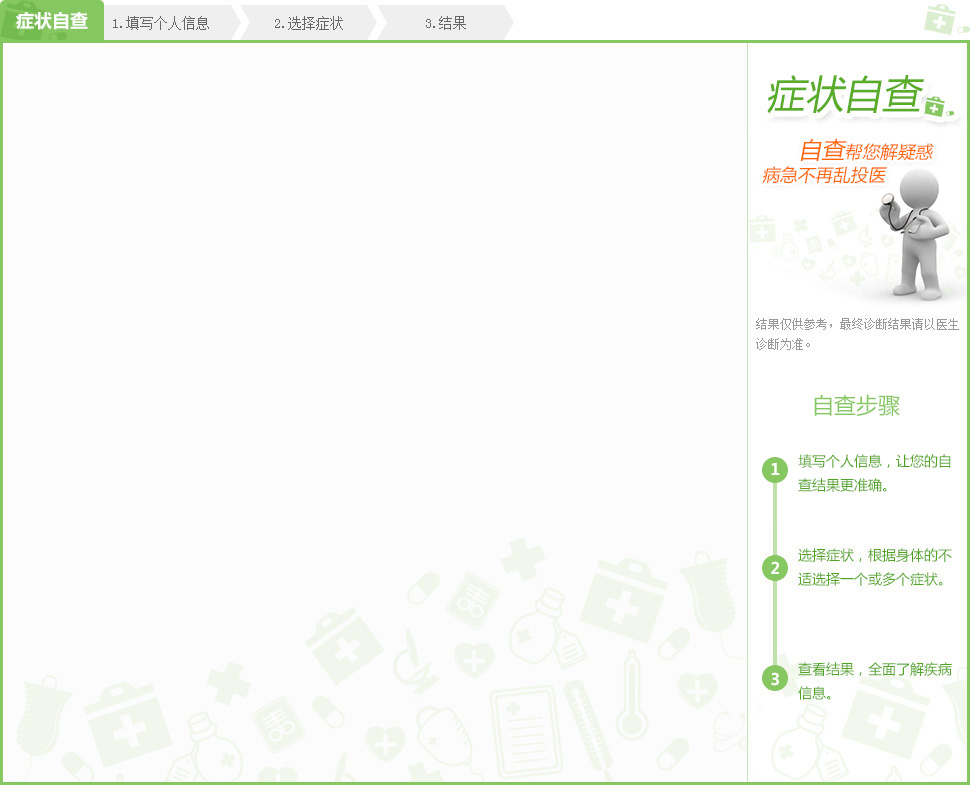 症状自查
1.填写个人信息
2.选择症状
3.结果
症状自查
自查帮您解疑惑
病急不再乱投医
结果仅供参考，最终诊断结果请以医生
诊断为准。
自查步骤
1
填写个人信息，让您的自
查结果更准确。
2
选择症状，根据身体的不
适选择一个或多个症状。
3
查看结果，全面了解疾病
信息。